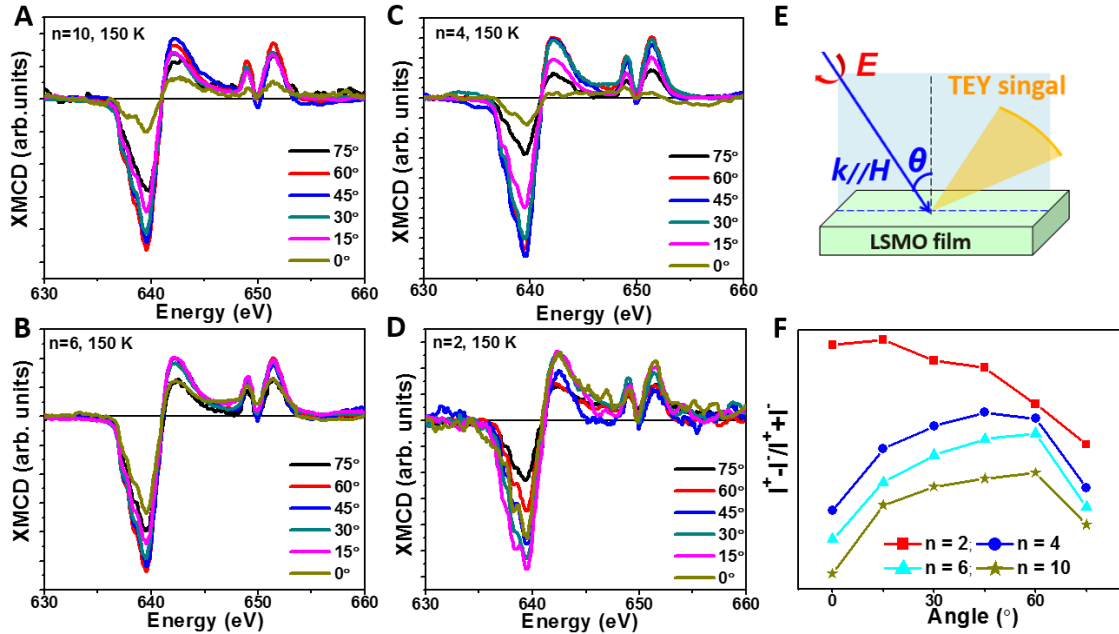 A
n=10, 150 K
XMCD (arb.units)
75°
60°
45°
30°
15°
0°
630 640 650 660
Energy (eV)
C
n=4, 150 K
XMCD (arb. units)
75°
60°
45°
30°
15°
0°
630 640 650 660
Energy (eV)
E
E
TEY singal
k//H
θ
LSMO film
B
n=6, 150 K
XMCD (arb. units)
75°
60°
45°
30°
15°
0°
630 640 650 660
Energy (eV)
D
n=2, 150 K
XMCD (arb. units)
75°
60°
45°
30°
15°
0°
630 640 650 660
Energy (eV)
F
I⁺-I⁻/I⁺+I⁻
n = 2; n = 4
n = 6; n = 10
0 30 60
Angle (°)